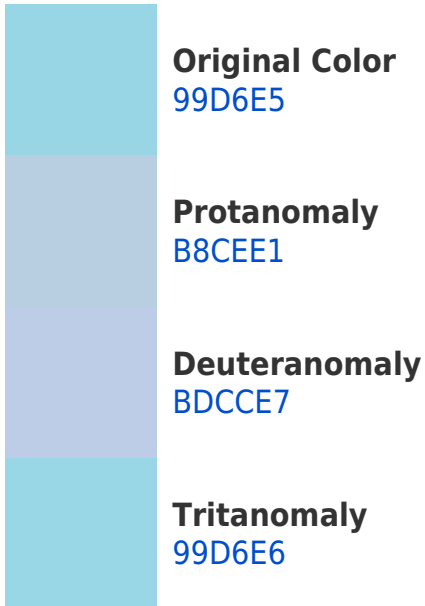 Original Color
99D6E5
Protanomaly
B8CEE1
Deuteranomaly
BDCCE7
Tritanomaly
99D6E6